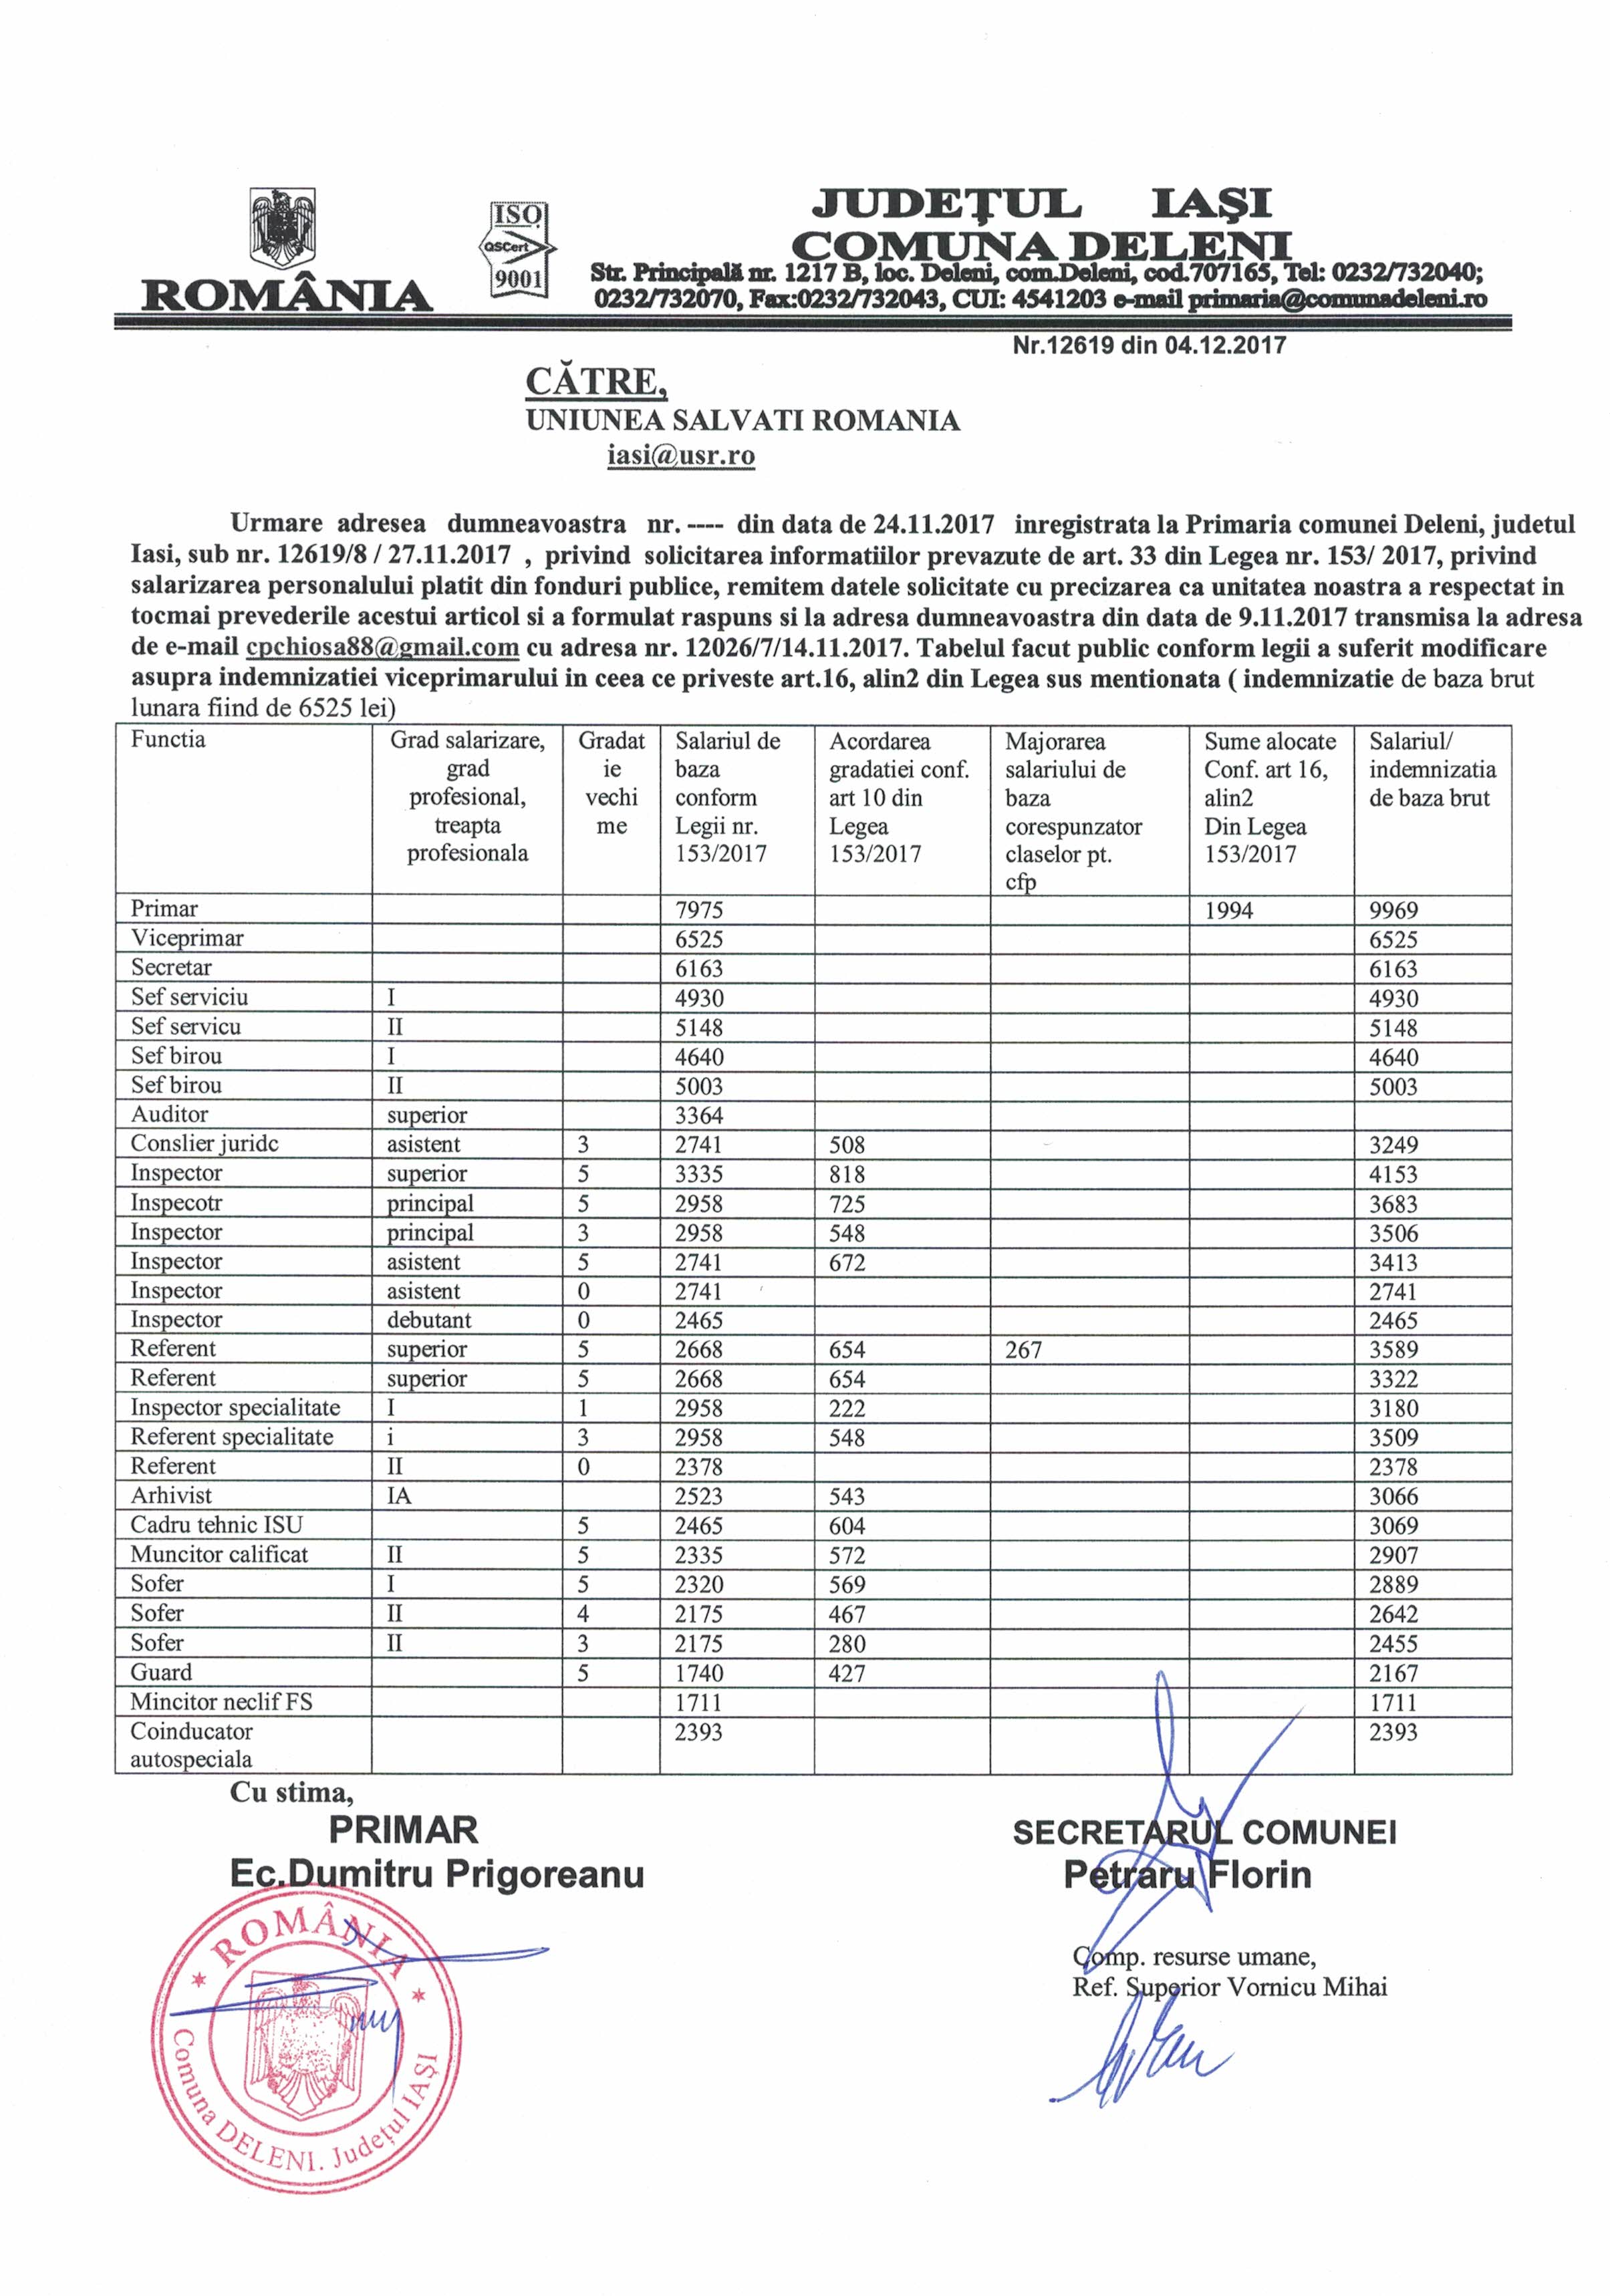 ROMÂNIA
ISO
QSCert
9001
JUDEŢUL IAŞI
COMUNA DELENI
Str. Principală nr. 1217 B, loc. Deleni, com.Deleni, cod.707165, Tel: 0232/732040;
0232/732070, Fax:0232/732043, CUI: 4541203 e-mail primaria@comunadeleni.ro
Nr.12619 din 04.12.2017
CĂTRE,
UNIUNEA SALVATI ROMANIA
iasi@usr.ro
Urmare adresea dumneavoastra nr. ---- din data de 24.11.2017 inregistrata la Primaria comunei Deleni, judetul
Iasi, sub nr. 12619/8 / 27.11.2017 , privind solicitarea informatiilor prevazute de art. 33 din Legea nr. 153/ 2017, privind
salarizarea personalului platit din fonduri publice, remitem datele solicitate cu precizarea ca unitatea noastra a respectat in
tocmai prevederile acestui articol si a formulat raspuns si la adresa dumneavoastra din data de 9.11.2017 transmisa la adresa
de e-mail cpchiosa88@gmail.com cu adresa nr. 12026/7/14.11.2017. Tabelul facut public conform legii a suferit modificare
asupra indemnizatiei viceprimarului in ceea ce priveste art.16, alin2 din Legea sus mentionata ( indemnizatie de baza brut
lunara fiind de 6525 lei)
Functia Grad salarizare, Gradat Salariul de Acordarea Majorarea Sume alocate Salariul/
grad ie baza gradatiei conf. salariului de Conf. art 16, indemnizatia
profesional, vechi conform art 10 din baza alin2 de baza brut
treapta me Legii nr. Legea corespunzator Din Legea
profesionala 153/2017 153/2017 claselor pt. 153/2017
cfp
Primar 7975 1994 9969
Viceprimar 6525 6525
Secretar 6163 6163
Sef serviciu I 4930 4930
Sef servicu II 5148 5148
Sef birou I 4640 4640
Sef birou II 5003 5003
Auditor superior 3364
Conslier juridc asistent 3 2741 508 3249
Inspector superior 5 3335 818 4153
Inspecotr principal 5 2958 725 3683
Inspector principal 3 2958 548 3506
Inspector asistent 5 2741 672 3413
Inspector asistent 0 2741 2741
Inspector debutant 0 2465 2465
Referent superior 5 2668 654 267 3589
Referent superior 5 2668 654 3322
Inspector specialitate I 1 2958 222 3180
Referent specialitate i 3 2958 548 3509
Referent II 0 2378 2378
Arhivist IA 2523 543 3066
Cadru tehnic ISU 5 2465 604 3069
Muncitor calificat II 5 2335 572 2907
Sofer I 5 2320 569 2889
Sofer II 4 2175 467 2642
Sofer II 3 2175 280 2455
Guard 5 1740 427 2167
Mincitor neclif FS 1711 1711
Coinducator 2393 2393
autospeciala
Cu stima,
PRIMAR
Ec.Dumitru Prigoreanu
SECRETARUL COMUNEI
Petraru Florin
Comp. resurse umane,
Ref. Superior Vornicu Mihai
* ROMÂNIA *
Comuna DELENI. Județul IAȘI